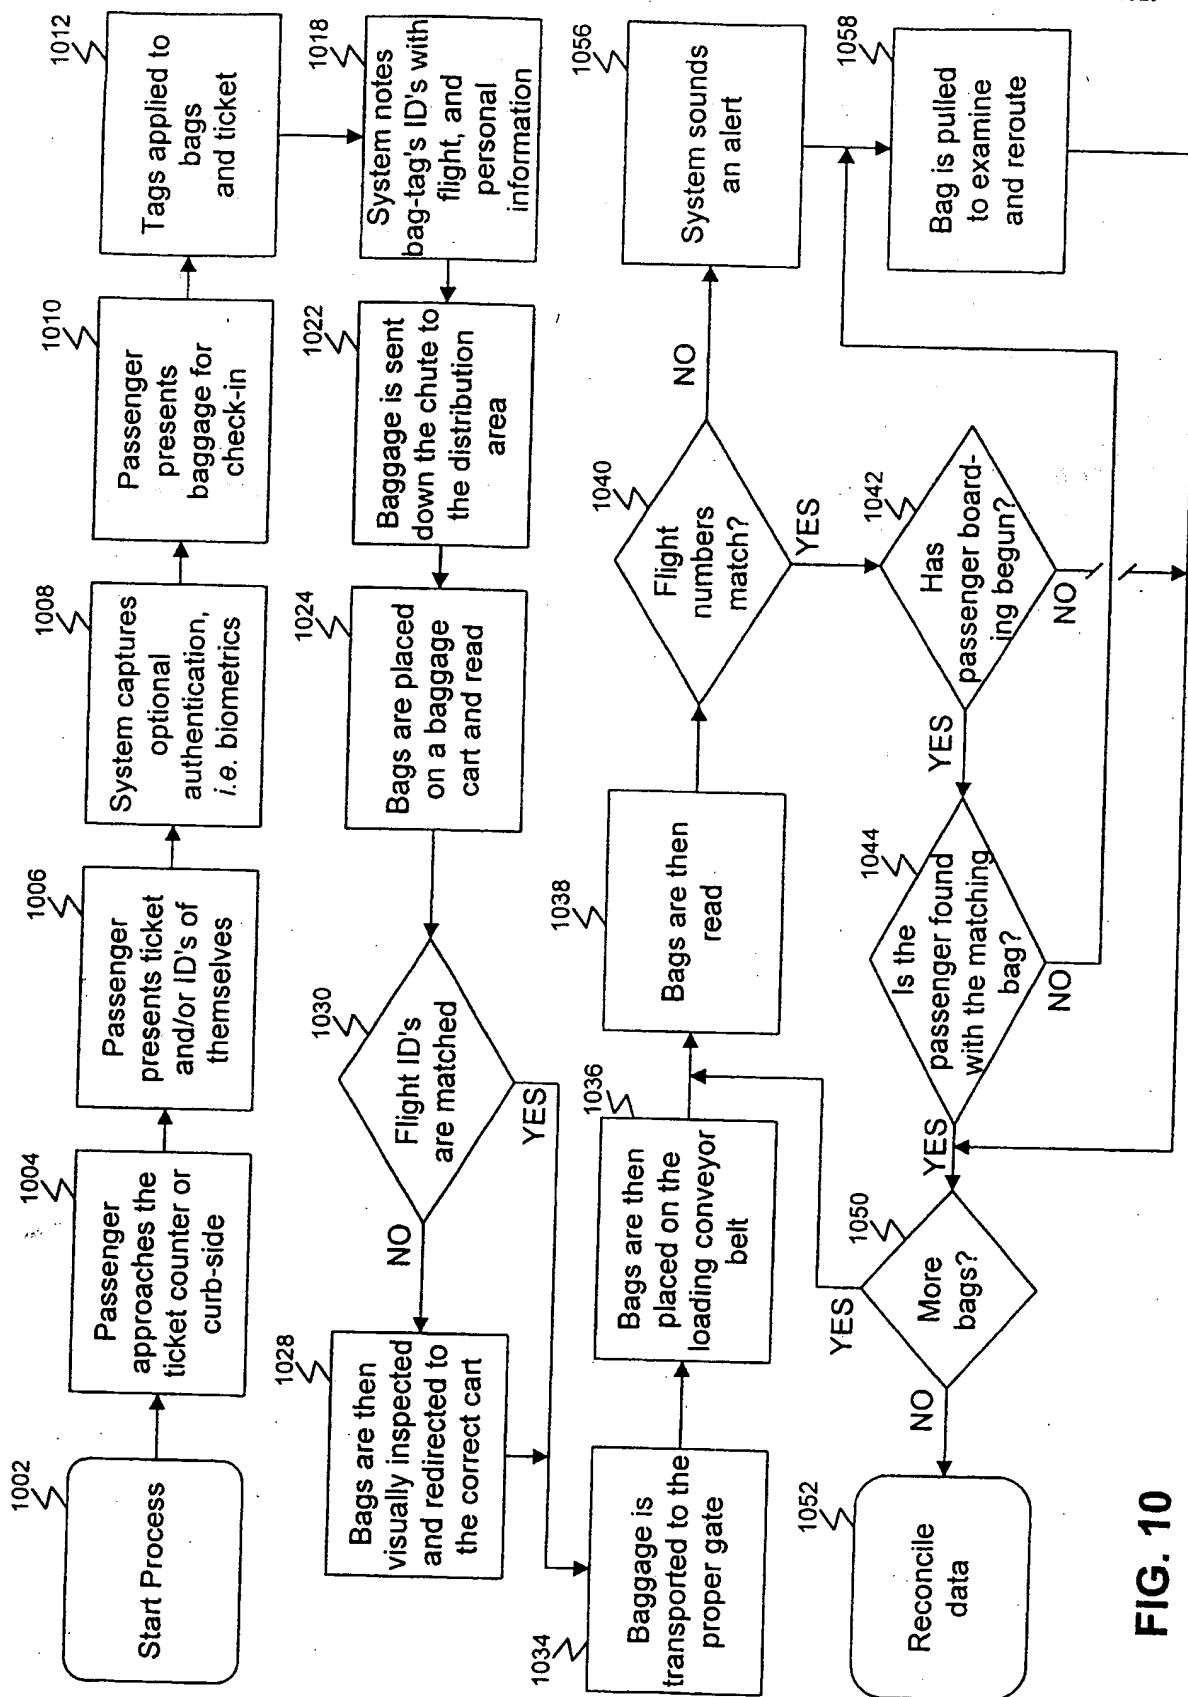 1002
Start Process
1004
Passenger
approaches the
ticket counter or
curb-side
1006
Passenger
presents ticket
and/or ID's of
themselves
1008
System captures
optional
authentication,
i.e. biometrics
1010
Passenger
presents
baggage for
check-in
1012
Tags applied to
bags
and ticket
1018
System notes
bag-tag's ID's with
flight, and
personal
information
1022
Baggage is sent
down the chute to
the distribution
area
1024
Bags are placed
on a baggage
cart and read
1030
Flight ID's
are matched
NO
YES
1028
Bags are then
visually inspected
and redirected to
the correct cart
1034
Baggage is
transported to the
proper gate
1036
Bags are then
placed on the
loading conveyor
belt
1038
Bags are then
read
1040
Flight
numbers
match?
NO
YES
1056
System sounds
an alert
1058
Bag is pulled
to examine
and reroute
1042
Has
passenger board-
ing begun?
YES
NO
1044
Is the
passenger found
with the matching
bag?
YES
NO
1050
More
bags?
YES
NO
1052
Reconcile
data
FIG. 10